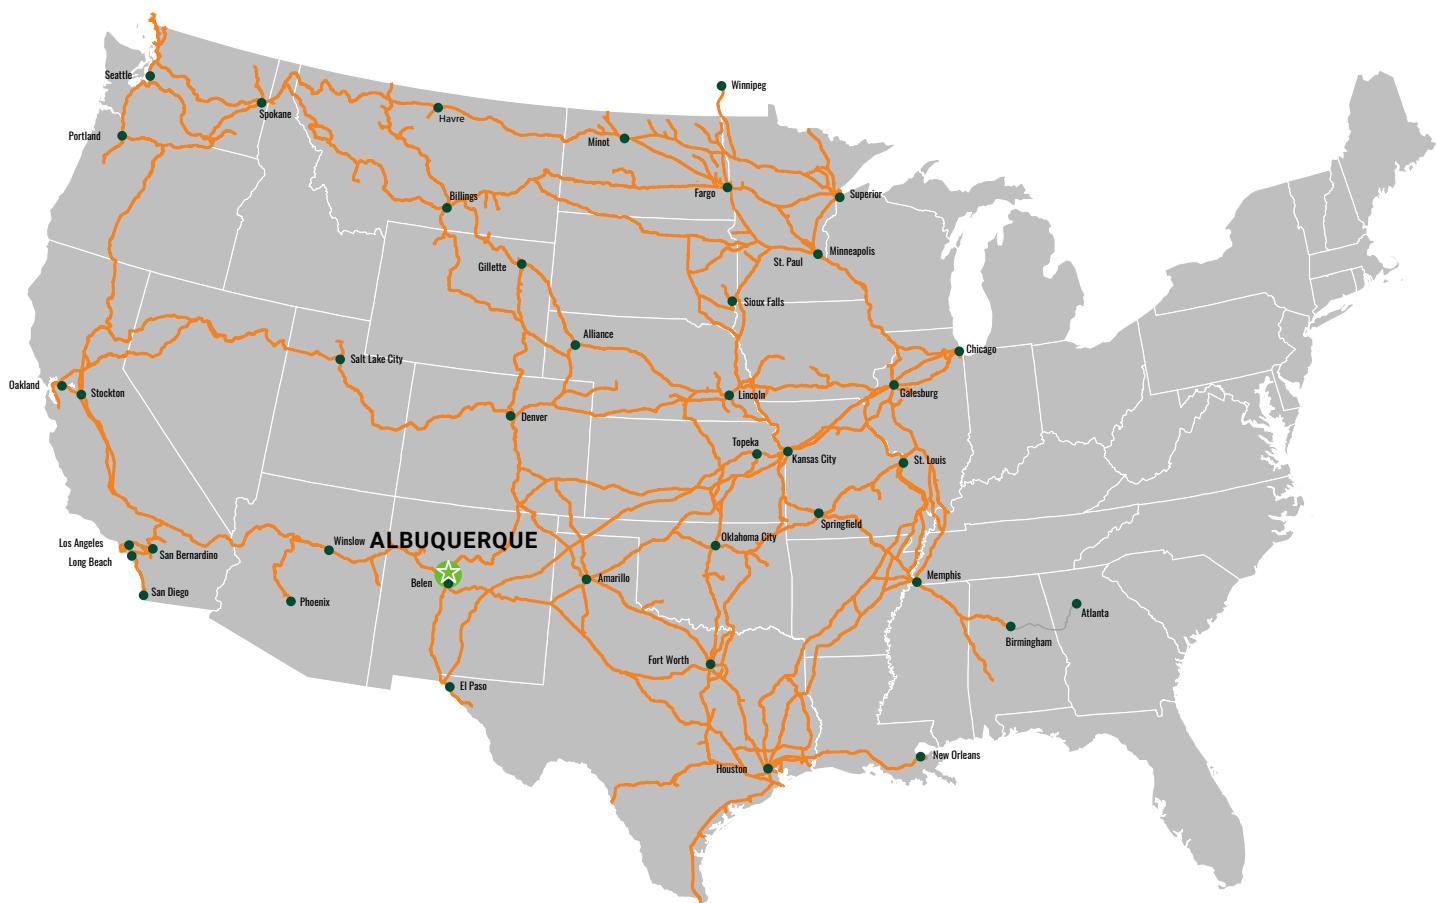 Seattle
Winnipeg
Spokane
Havre
Portland
Minot
Fargo
Superior
Billings
Minneapolis
St. Paul
Gillette
Sioux Falls
Alliance
Chicago
Salt Lake City
Oakland
Stockton
Lincoln
Galesburg
Denver
Topeka
Kansas City
St. Louis
Springfield
Oklahoma City
ALBUQUERQUE
Winslow
Los Angeles
San Bernardino
Long Beach
Belen
Amarillo
Memphis
San Diego
Phoenix
Atlanta
Birmingham
Fort Worth
El Paso
New Orleans
Houston